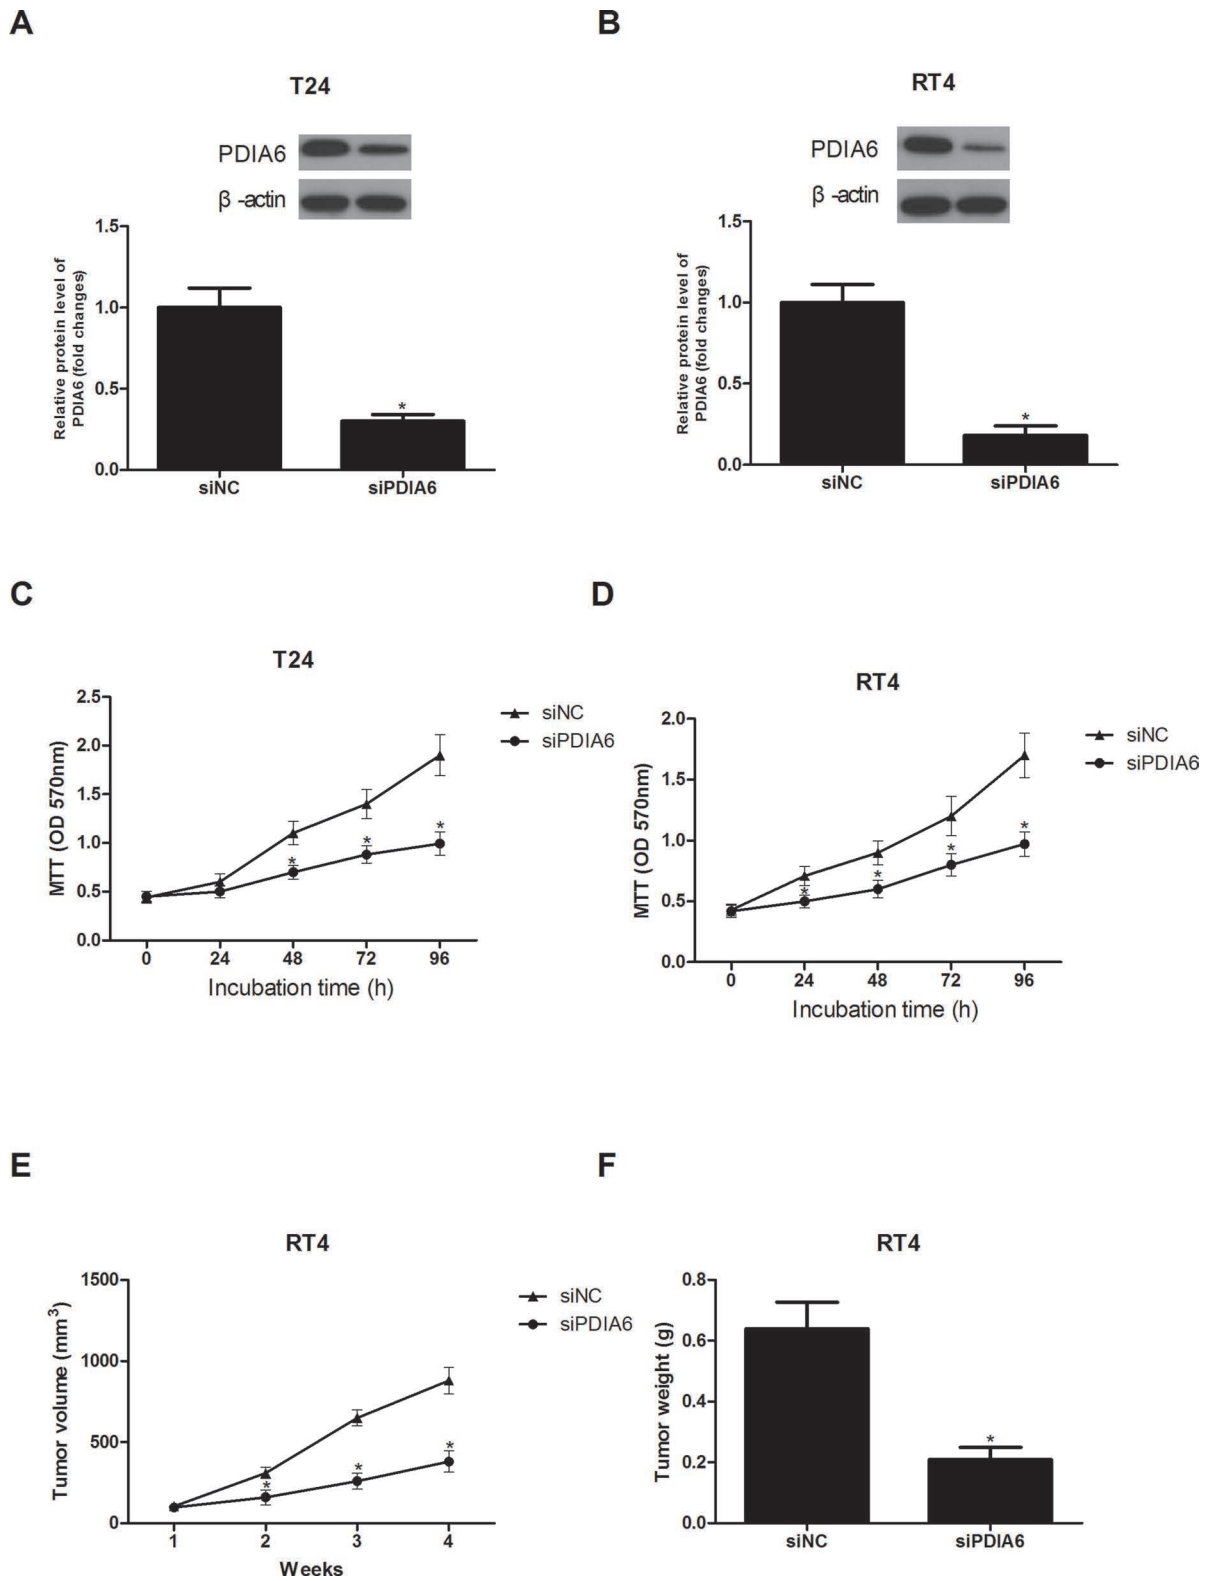 A
T24
PDIA6
β -actin
Relative protein level of
PDIA6 (fold changes)
1.5
1.0
0.5
0.0
siNC
siPDIA6
*
B
RT4
PDIA6
β -actin
Relative protein level of
PDIA6 (fold changes)
1.5
1.0
0.5
0.0
siNC
siPDIA6
*
C
T24
MTT (OD 570nm)
2.5
2.0
1.5
1.0
0.5
0.0
0 24 48 72 96
Incubation time (h)
siNC
siPDIA6
* * *
D
RT4
MTT (OD 570nm)
2.0
1.5
1.0
0.5
0.0
0 24 48 72 96
Incubation time (h)
siNC
siPDIA6
* * * *
E
RT4
Tumor volume (mm3)
1500
1000
500
0
1 2 3 4
Weeks
siNC
siPDIA6
* * *
F
RT4
Tumor weight (g)
0.8
0.6
0.4
0.2
0.0
siNC
siPDIA6
*